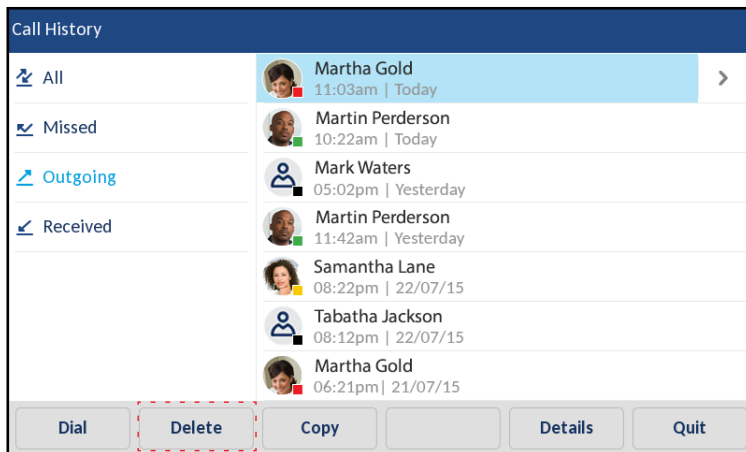 Call History
All
Missed
Outgoing
Received
Martha Gold
11:03am | Today
Martin Perderson
10:22am | Today
Mark Waters
05:02pm | Yesterday
Martin Perderson
11:42am | Yesterday
Samantha Lane
08:22pm | 22/07/15
Tabatha Jackson
08:12pm | 22/07/15
Martha Gold
06:21pm| 21/07/15
Dial Delete Copy Details Quit